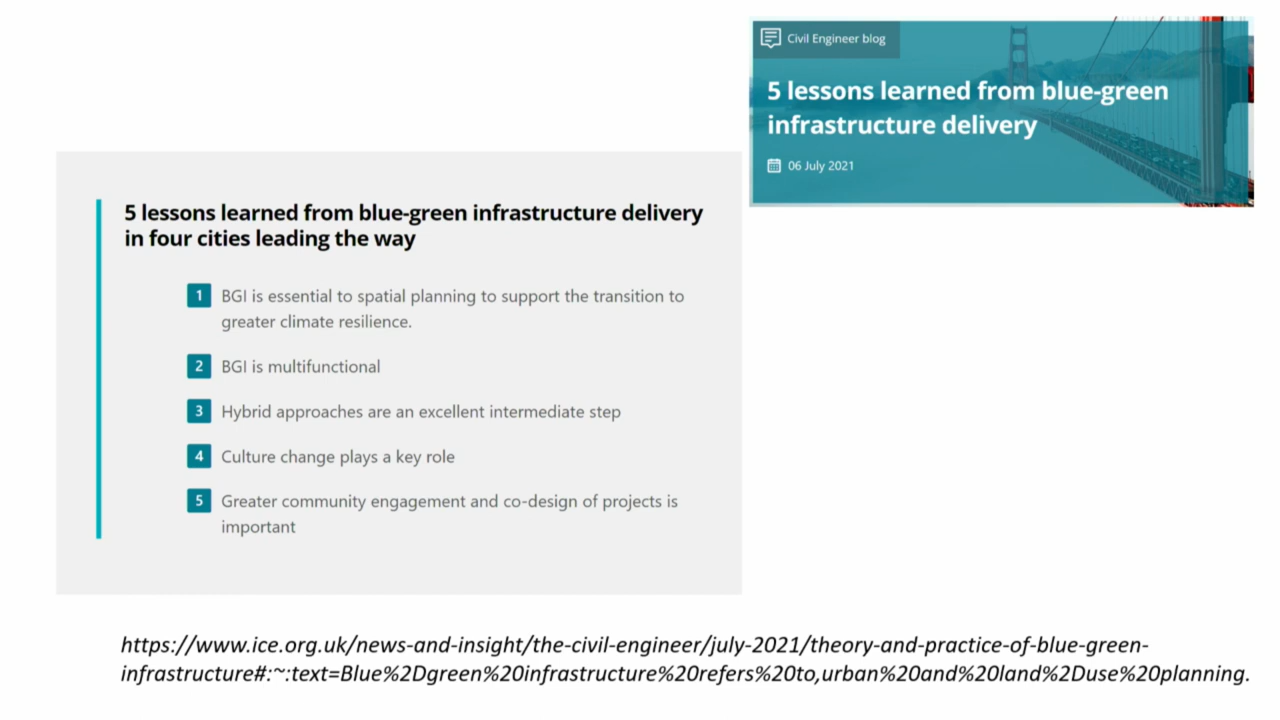 Civil Engineer blog
5 lessons learned from blue-green
infrastructure delivery
06 July 2021
5 lessons learned from blue-green infrastructure delivery
in four cities leading the way
1 BGI is essential to spatial planning to support the transition to
greater climate resilience.
2 BGI is multifunctional
3 Hybrid approaches are an excellent intermediate step
4 Culture change plays a key role
5 Greater community engagement and co-design of projects is
important
https://www.ice.org.uk/news-and-insight/the-civil-engineer/july-2021/theory-and-practice-of-blue-green-
infrastructure#:~:text=Blue%2Dgreen%20infrastructure%20refers%20to,urban%20and%20land%2Duse%20planning.